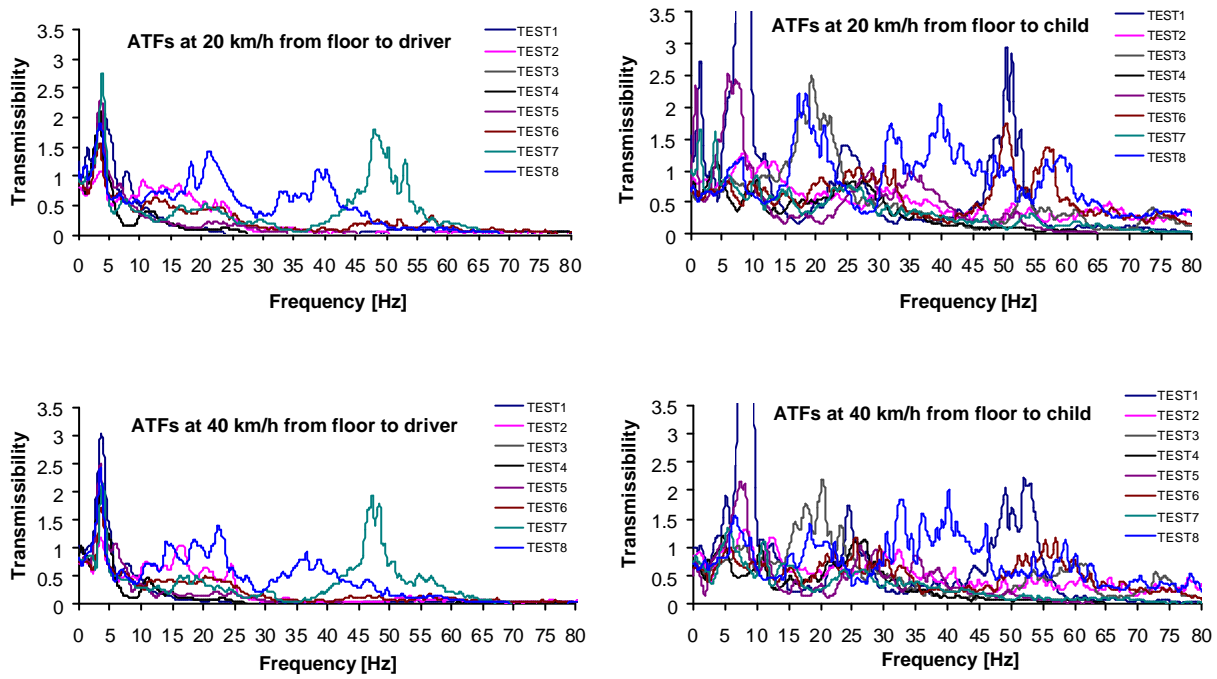 ATFs at 20 km/h from floor to driver
Transmissibility
3.5
3
2.5
2
1.5
1
0.5
0
0 5 10 15 20 25 30 35 40 45 50 55 60 65 70 75 80
Frequency [Hz]
TEST1
TEST2
TEST3
TEST4
TEST5
TEST6
TEST7
TEST8
ATFs at 20 km/h from floor to child
Transmissibility
3.5
3
2.5
2
1.5
1
0.5
0
0 5 10 15 20 25 30 35 40 45 50 55 60 65 70 75 80
Frequency [Hz]
TEST1
TEST2
TEST3
TEST4
TEST5
TEST6
TEST7
TEST8
ATFs at 40 km/h from floor to driver
Transmissibility
3.5
3
2.5
2
1.5
1
0.5
0
0 5 10 15 20 25 30 35 40 45 50 55 60 65 70 75 80
Frequency [Hz]
TEST1
TEST2
TEST3
TEST4
TEST5
TEST6
TEST7
TEST8
ATFs at 40 km/h from floor to child
Transmissibility
3.5
3
2.5
2
1.5
1
0.5
0
0 5 10 15 20 25 30 35 40 45 50 55 60 65 70 75 80
Frequency [Hz]
TEST1
TEST2
TEST3
TEST4
TEST5
TEST6
TEST7
TEST8